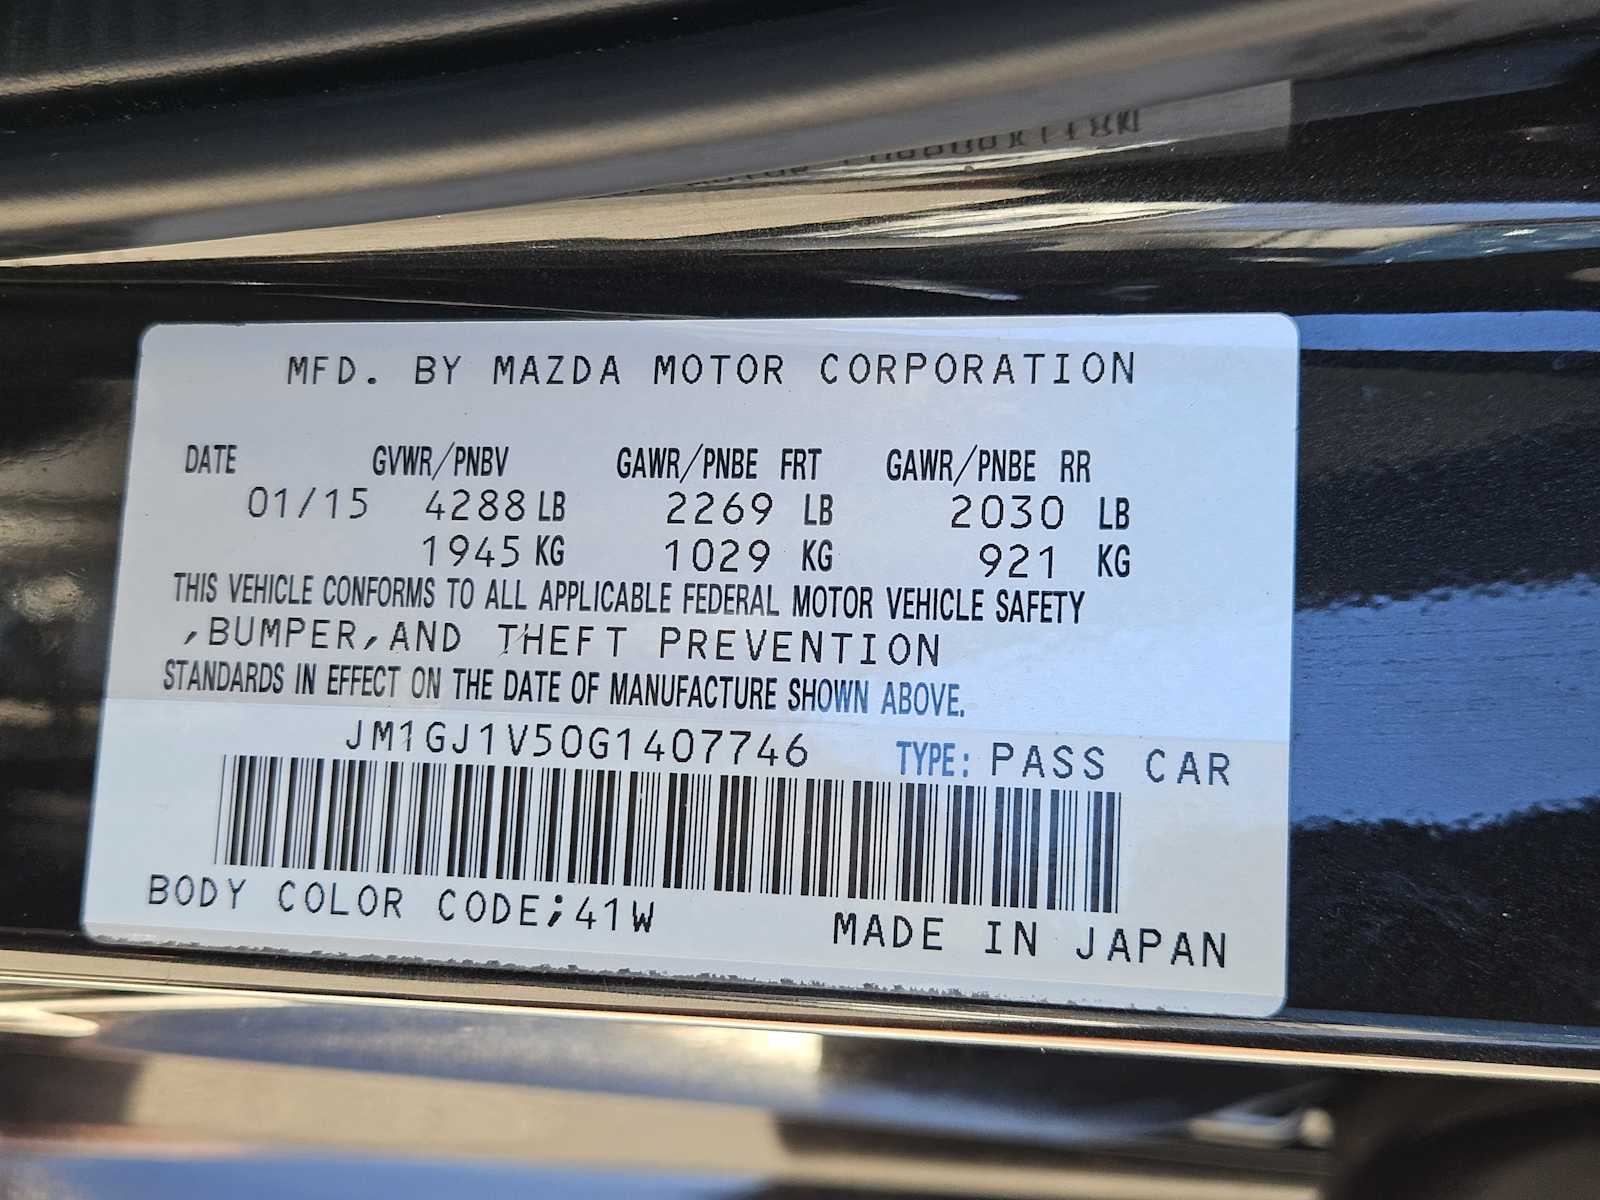 MFD. BY MAZDA MOTOR CORPORATION
DATE GVWR/PNBV GAWR/PNBE FRT GAWR/PNBE RR
01/15 4288 LB 2269 LB 2030 LB
1945 KG 1029 KG 921 KG
THIS VEHICLE CONFORMS TO ALL APPLICABLE FEDERAL MOTOR VEHICLE SAFETY
,BUMPER,AND THEFT PREVENTION
STANDARDS IN EFFECT ON THE DATE OF MANUFACTURE SHOWN ABOVE.
JM1GJ1V50G1407746 TYPE: PASS CAR
BODY COLOR CODE;41W MADE IN JAPAN